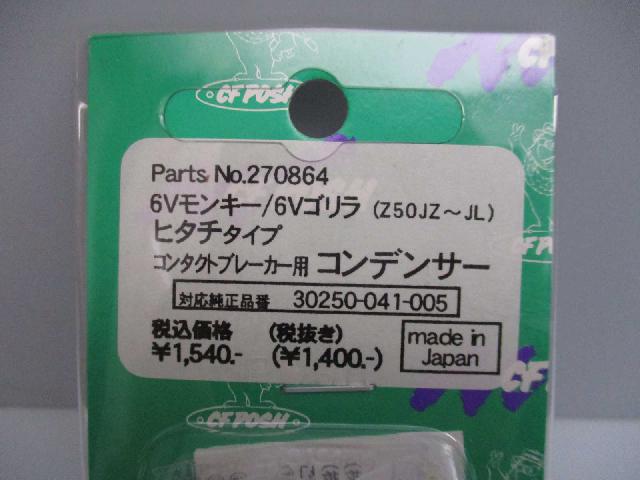 CF POSH
Parts No.270864
6Vモンキー/6Vゴリラ (Z50JZ～JL)
ヒタチタイプ
コンタクトブレーカー用 コンデンサー
対応純正品番 30250-041-005
税込価格 (税抜き)
¥1,540.- (¥1,400.-)
made in
Japan
CF
CF POSH